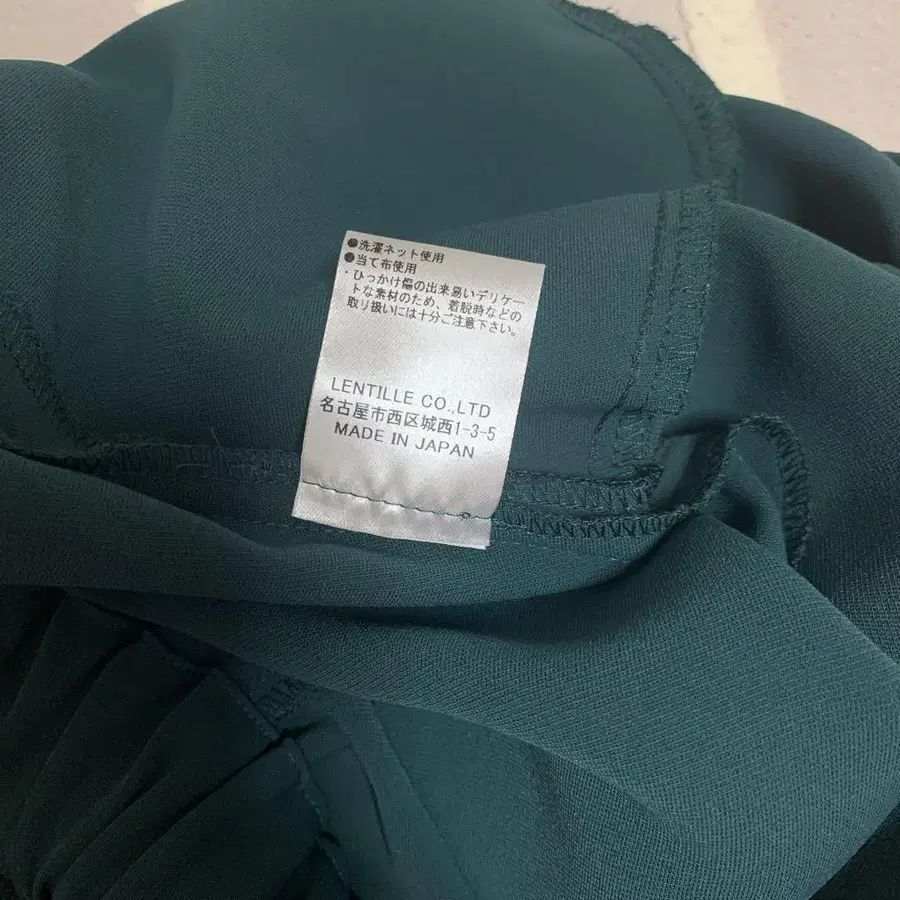 ●洗濯ネット使用
●当て布使用
・ひっかけ傷の出来易いデリケー
トな素材のため、着脱時などの
取り扱いには十分ご注意下さい。
LENTILLE CO.,LTD
名古屋市西区城西1-3-5
MADE IN JAPAN